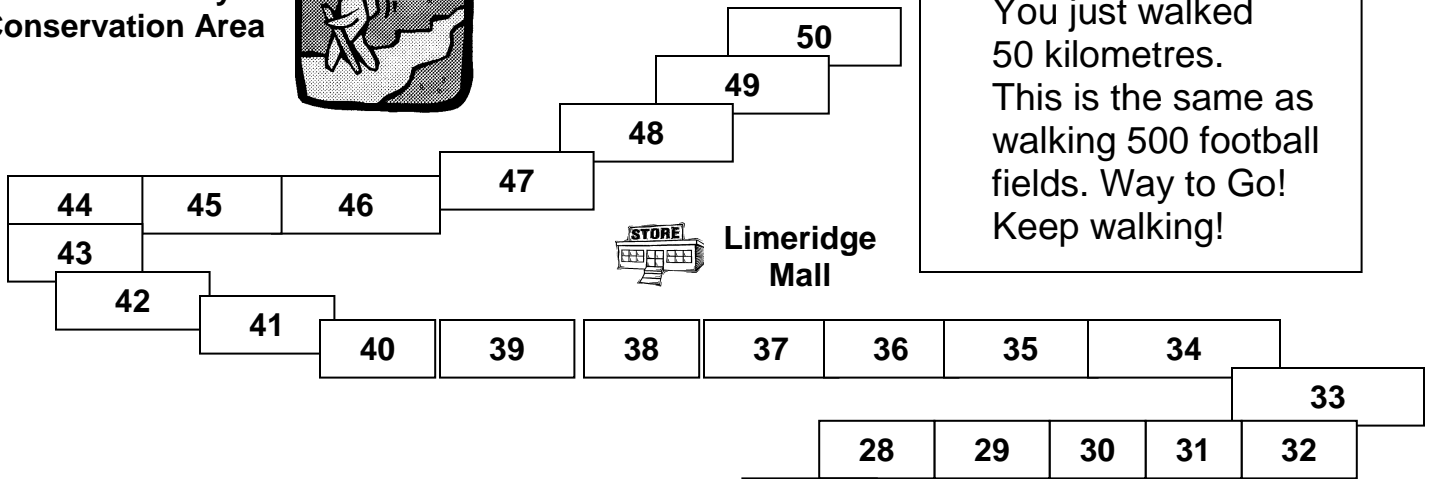 Conservation Area
50
49
48
47
44 45 46
43
42
41
40 39 38 37 36 35 34
33
28 29 30 31 32
STORE
Limeridge
Mall
You just walked
50 kilometres.
This is the same as
walking 500 football
fields. Way to Go!
Keep walking!